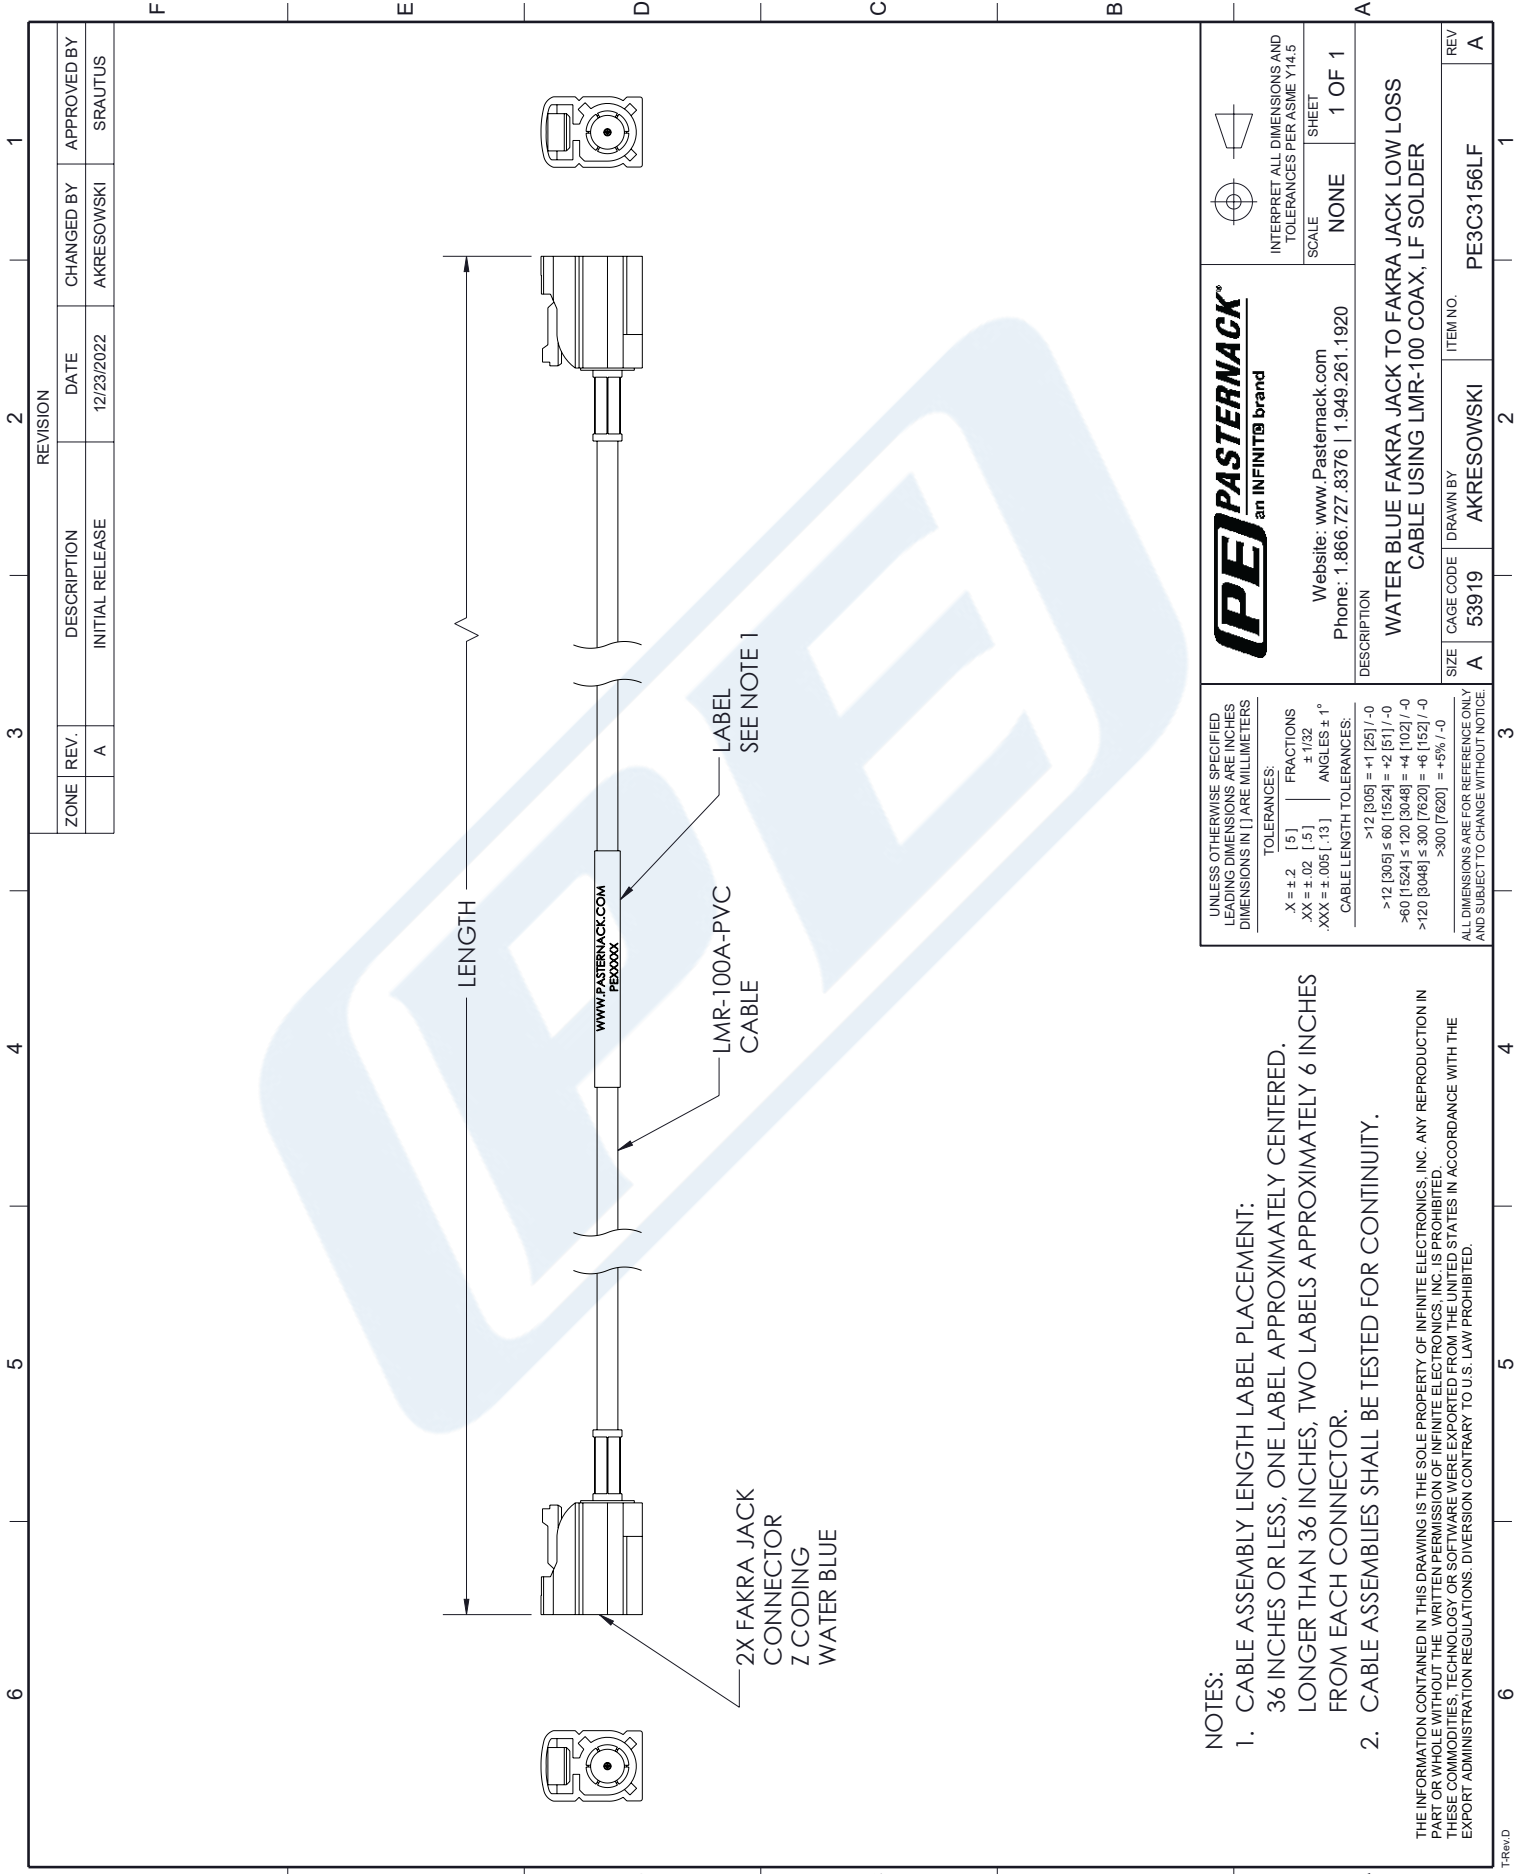 6
5
4
3
2
1
F
E
D
C
B
A
REVISION
ZONE REV. DESCRIPTION DATE CHANGED BY APPROVED BY
A INITIAL RELEASE 12/23/2022 AKRESOWSKI SRAUTUS
LENGTH
WWW.PASTERNACK.COM
PEXXXXX
2X FAKRA JACK
CONNECTOR
Z CODING
WATER BLUE
LMR-100A-PVC
CABLE
LABEL
SEE NOTE 1
NOTES:
1. CABLE ASSEMBLY LENGTH LABEL PLACEMENT:
36 INCHES OR LESS, ONE LABEL APPROXIMATELY CENTERED.
LONGER THAN 36 INCHES, TWO LABELS APPROXIMATELY 6 INCHES
FROM EACH CONNECTOR.
2. CABLE ASSEMBLIES SHALL BE TESTED FOR CONTINUITY.
THE INFORMATION CONTAINED IN THIS DRAWING IS THE SOLE PROPERTY OF INFINITE ELECTRONICS, INC. ANY REPRODUCTION IN
PART OR WHOLE WITHOUT THE WRITTEN PERMISSION OF INFINITE ELECTRONICS, INC. IS PROHIBITED.
THESE COMMODITIES, TECHNOLOGY OR SOFTWARE WERE EXPORTED FROM THE UNITED STATES IN ACCORDANCE WITH THE
EXPORT ADMINISTRATION REGULATIONS. DIVERSION CONTRARY TO U.S. LAW PROHIBITED.
UNLESS OTHERWISE SPECIFIED
LEADING DIMENSIONS ARE INCHES
DIMENSIONS IN [ ] ARE MILLIMETERS
TOLERANCES:
.X = ± .2 [ 5 ] FRACTIONS
.XX = ± .02 [ .5 ] ± 1/32
.XXX = ± .005 [ .13 ] ANGLES ± 1°
CABLE LENGTH TOLERANCES:
>12 [305] = +1 [25] / -0
>12 [305] ≤ 60 [1524] = +2 [51] / -0
>60 [1524] ≤ 120 [3048] = +4 [102] / -0
>120 [3048] ≤ 300 [7620] = +6 [152] / -0
>300 [7620] = +5% / -0
ALL DIMENSIONS ARE FOR REFERENCE ONLY
AND SUBJECT TO CHANGE WITHOUT NOTICE.
PE PASTERNACK®
an INFINITE brand
Website: www.Pasternack.com
Phone: 1.866.727.8376 | 1.949.261.1920
INTERPRET ALL DIMENSIONS AND
TOLERANCES PER ASME Y14.5
SCALE
NONE
SHEET
1 OF 1
DESCRIPTION
WATER BLUE FAKRA JACK TO FAKRA JACK LOW LOSS
CABLE USING LMR-100 COAX, LF SOLDER
SIZE
A
CAGE CODE
53919
DRAWN BY
AKRESOWSKI
ITEM NO.
PE3C3156LF
REV
A
T-Rev.D
6
5
4
3
2
1
A
PE